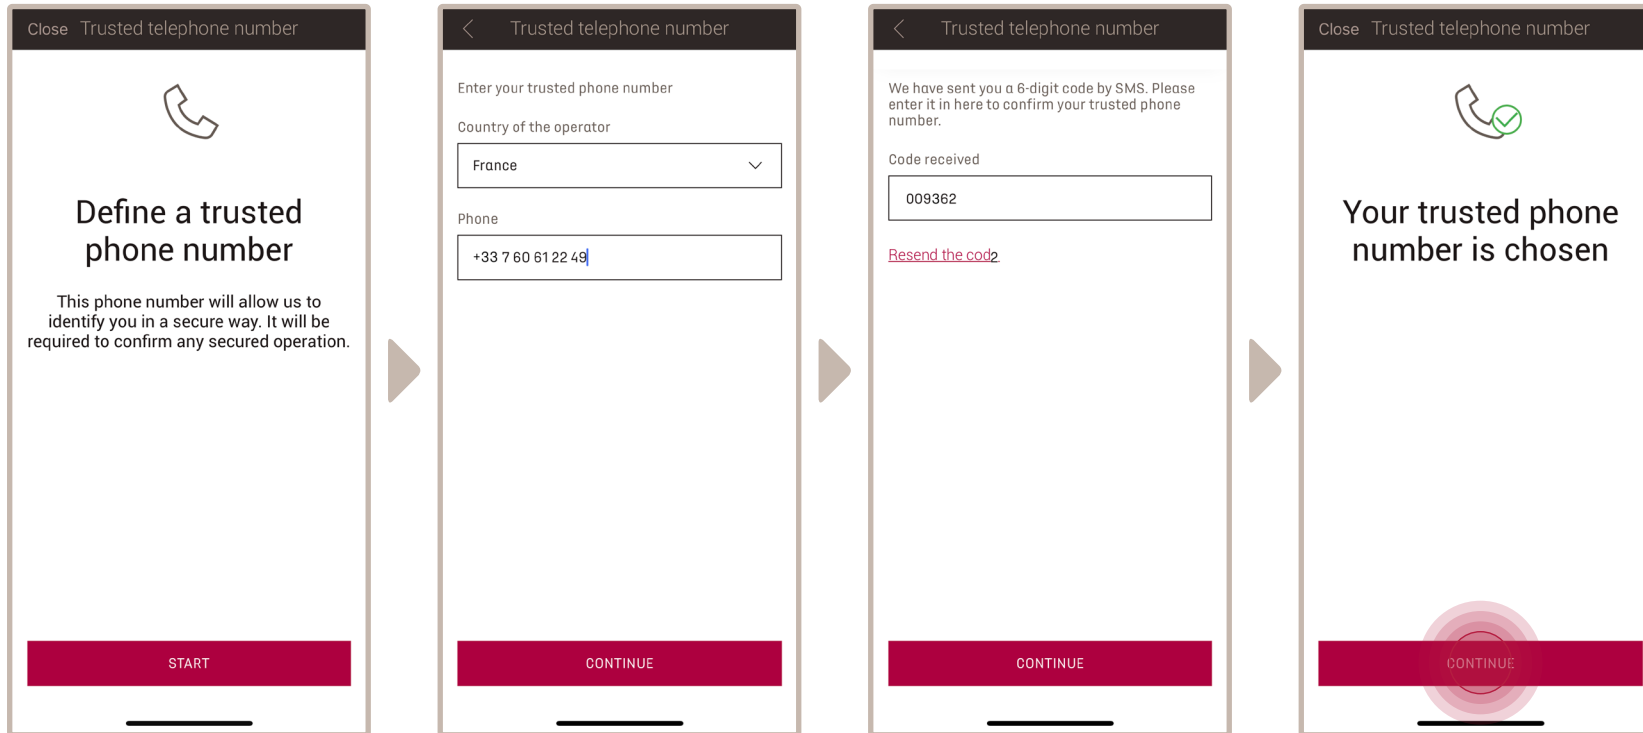 Close Trusted telephone number
Define a trusted
phone number
This phone number will allow us to
identify you in a secure way. It will be
required to confirm any secured operation.
START
Trusted telephone number
Enter your trusted phone number
Country of the operator
France
Phone
+33 7 60 61 22 49
CONTINUE
Trusted telephone number
We have sent you a 6-digit code by SMS. Please
enter it in here to confirm your trusted phone
number.
Code received
009362
Resend the cod2
CONTINUE
Close Trusted telephone number
Your trusted phone
number is chosen
CONTINUE